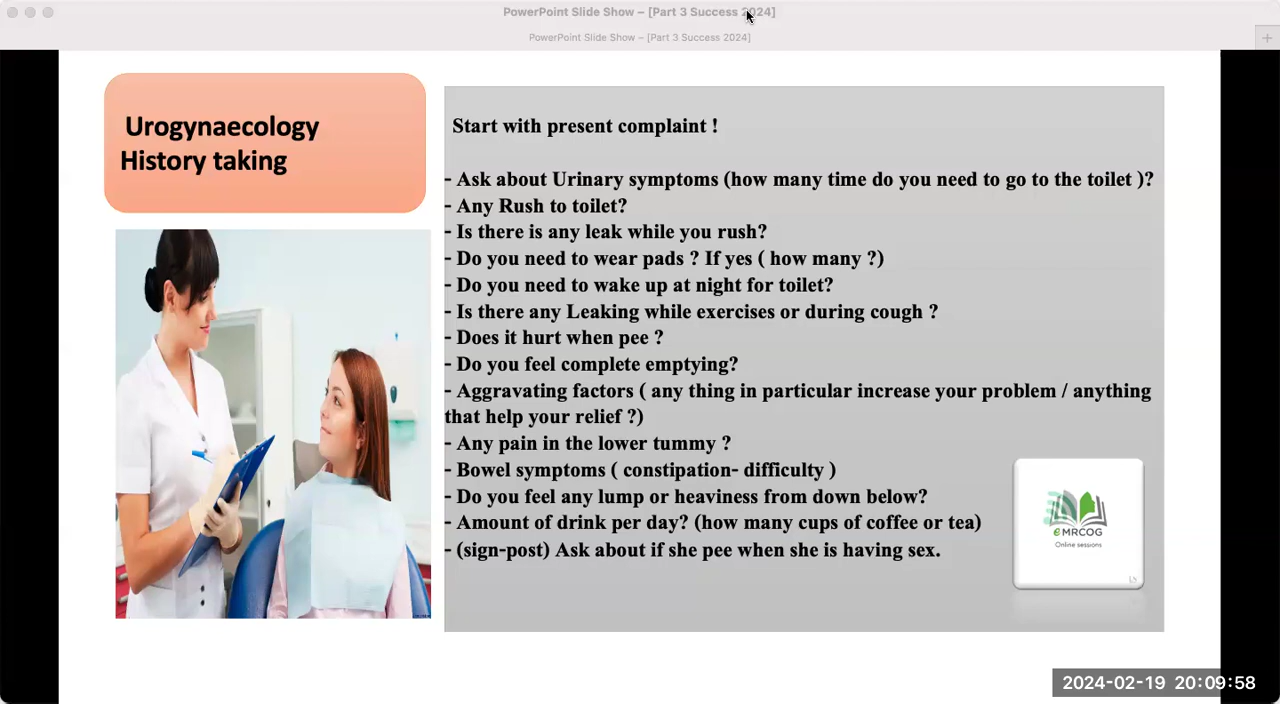 PowerPoint Slide Show – [Part 3 Success 2024]
PowerPoint Slide Show – [Part 3 Success 2024]
Urogynaecology
History taking
Start with present complaint !
- Ask about Urinary symptoms (how many time do you need to go to the toilet )?
- Any Rush to toilet?
- Is there is any leak while you rush?
- Do you need to wear pads ? If yes ( how many ?)
- Do you need to wake up at night for toilet?
- Is there any Leaking while exercises or during cough ?
- Does it hurt when pee ?
- Do you feel complete emptying?
- Aggravating factors ( any thing in particular increase your problem / anything
that help your relief ?)
- Any pain in the lower tummy ?
- Bowel symptoms ( constipation- difficulty )
- Do you feel any lump or heaviness from down below?
- Amount of drink per day? (how many cups of coffee or tea)
- (sign-post) Ask about if she pee when she is having sex.
eMRCOG
Online sessions
2024-02-19 20:09:58